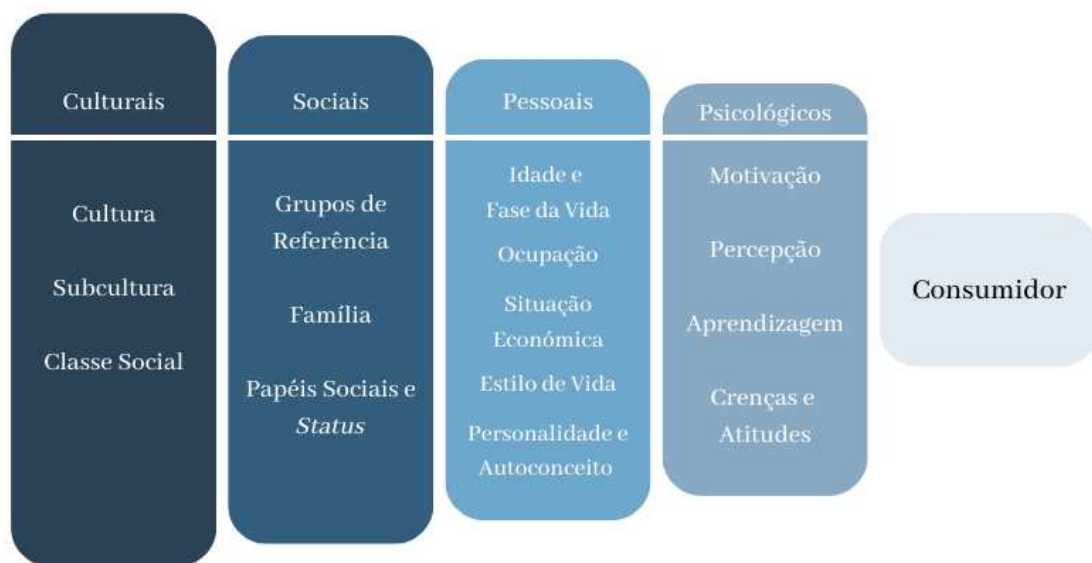 Culturais
Cultura
Subcultura
Classe Social
Sociais
Grupos de
Referência
Família
Papéis Sociais e
Status
Pessoais
Idade e
Fase da Vida
Ocupação
Situação
Económica
Estilo de Vida
Personalidade e
Autoconceito
Psicológicos
Motivação
Percepção
Aprendizagem
Crenças e
Atitudes
Consumidor